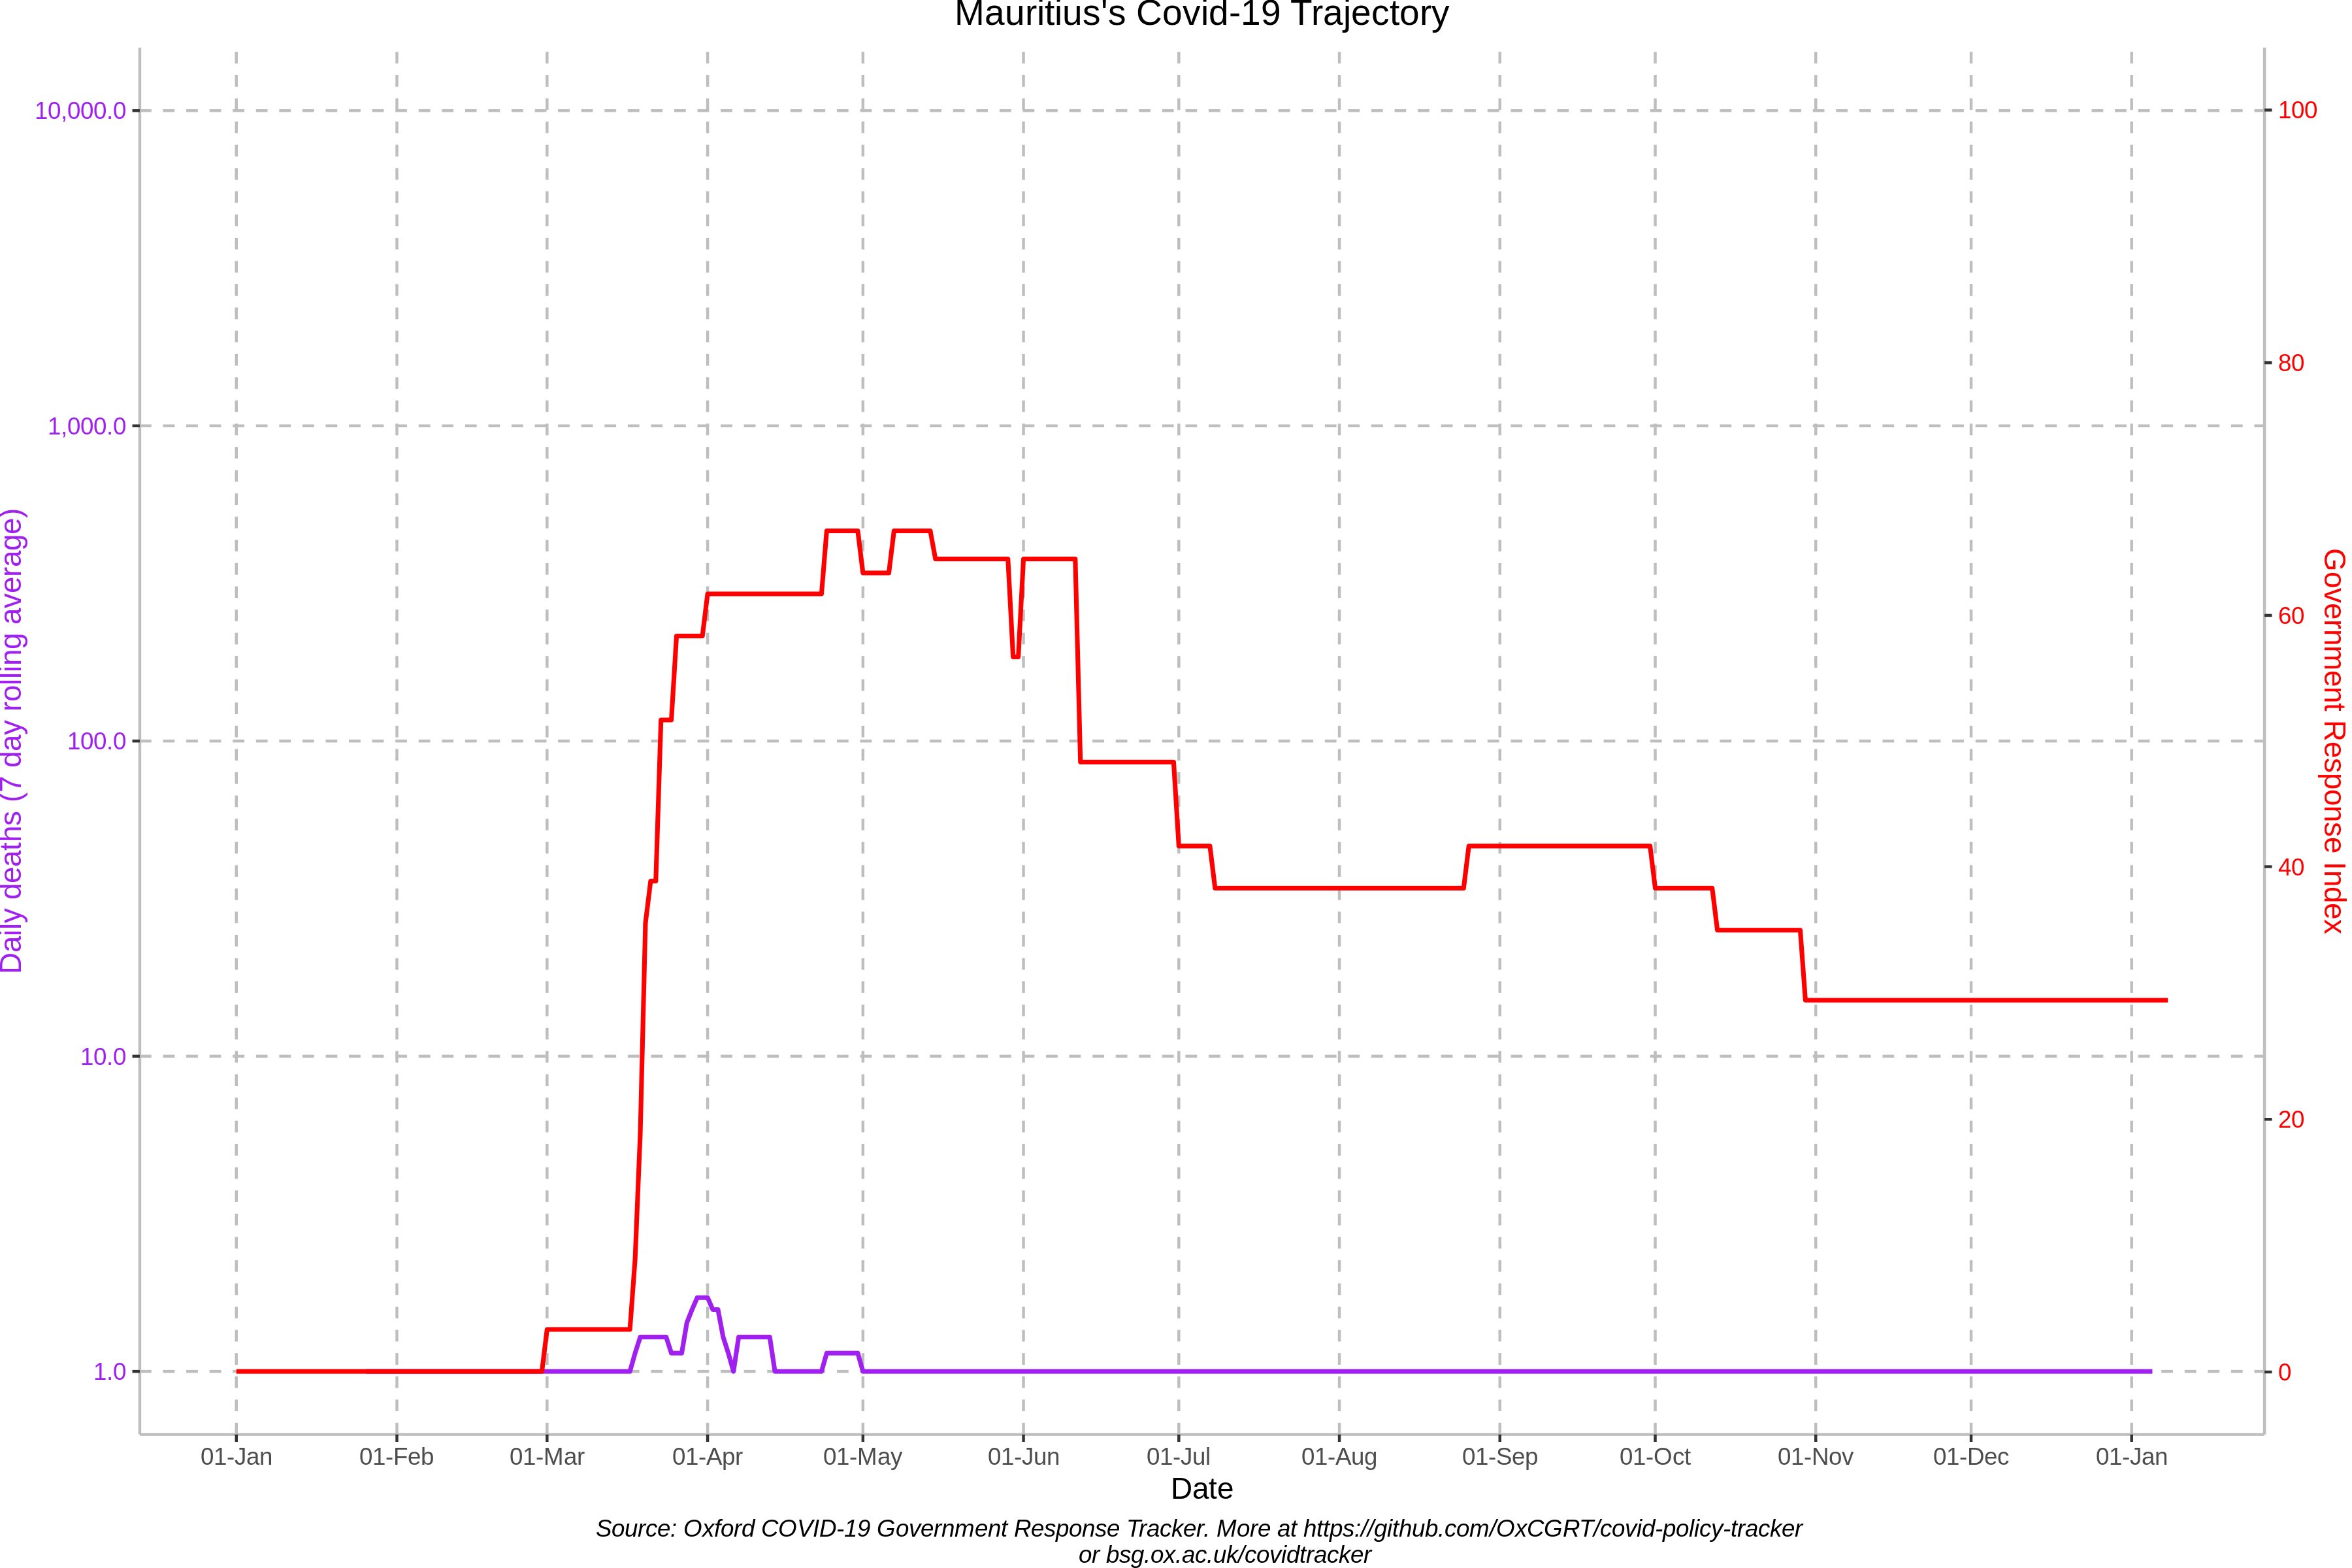 Mauritius's Covid-19 Trajectory
Daily deaths (7 day rolling average)
10,000.0
1,000.0
100.0
10.0
1.0
100
80
60
40
20
0
Government Response Index
01-Jan 01-Feb 01-Mar 01-Apr 01-May 01-Jun 01-Jul 01-Aug 01-Sep 01-Oct 01-Nov 01-Dec 01-Jan
Date
Source: Oxford COVID-19 Government Response Tracker. More at https://github.com/OxCGRT/covid-policy-tracker
or bsg.ox.ac.uk/covidtracker